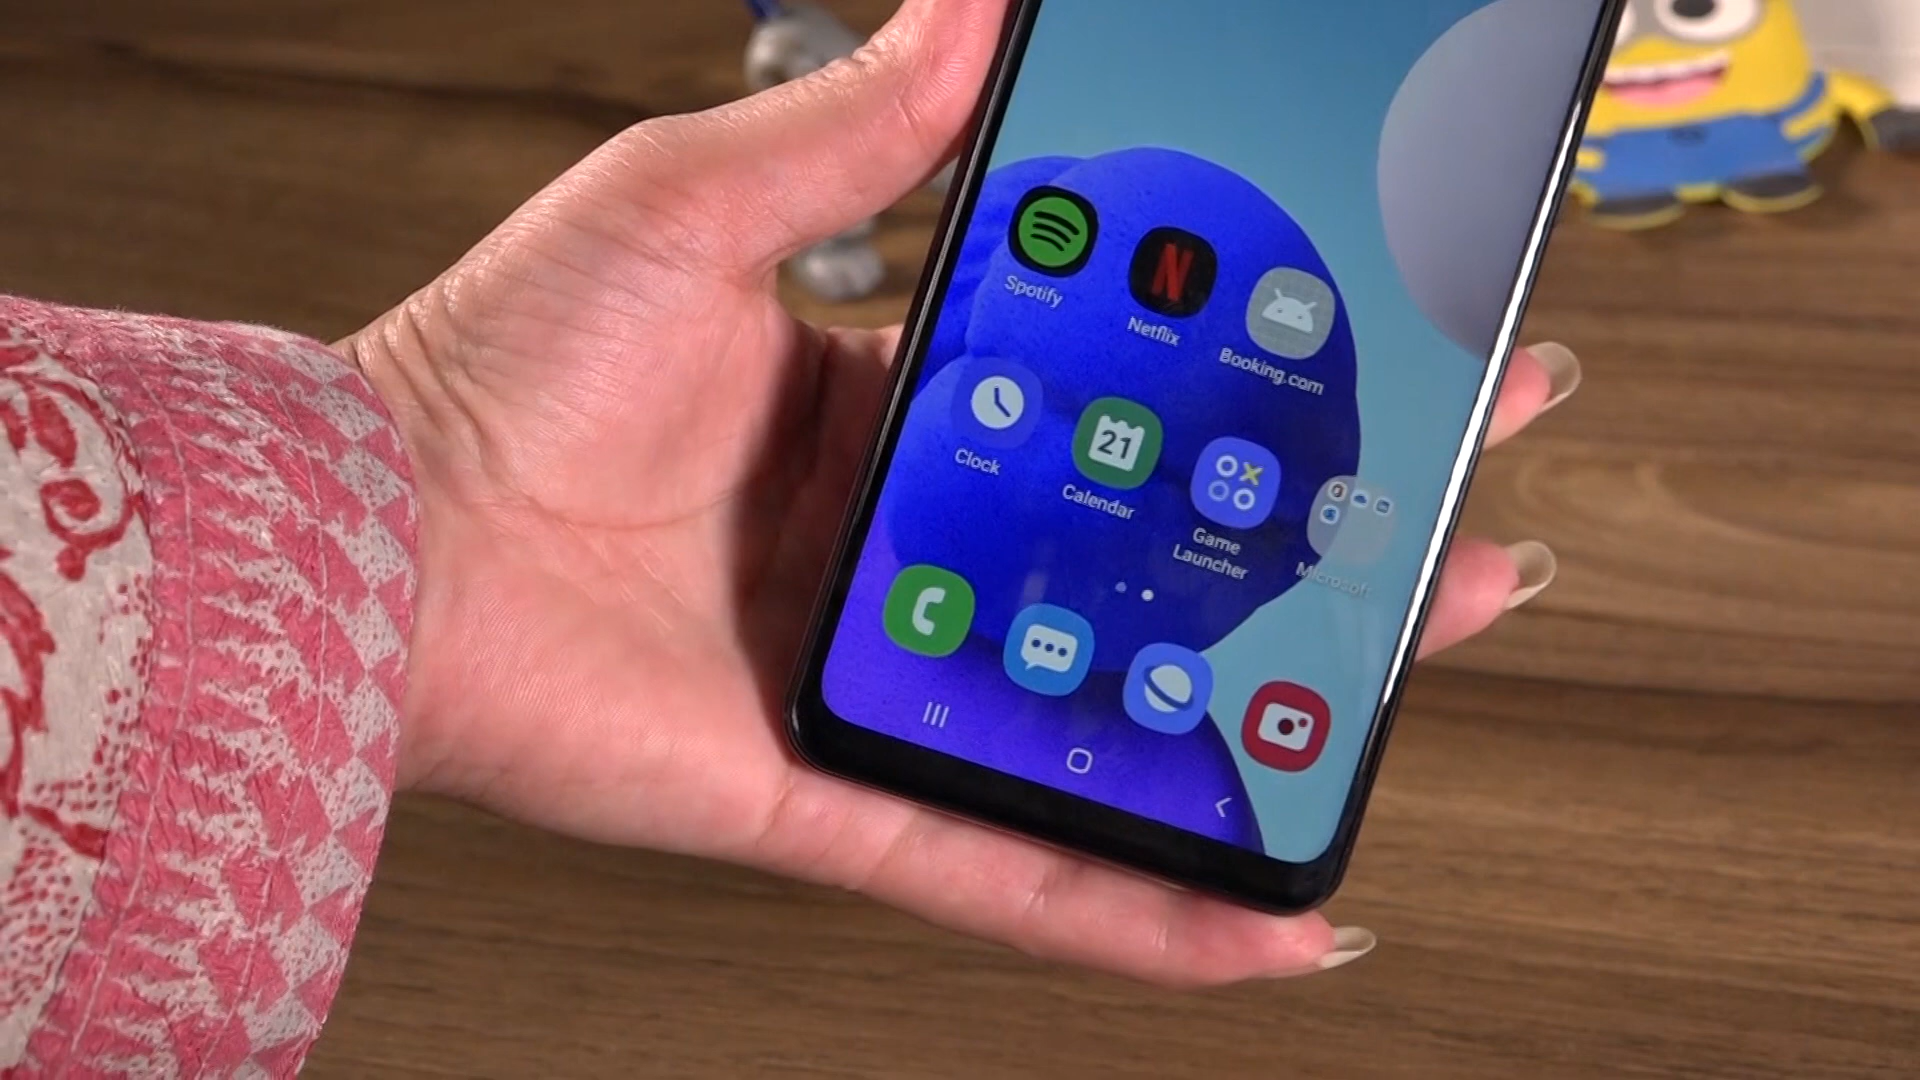 N
Spotify
Netflix
Booking.com
21
Clock
Calendar
Game
Launcher
Microsoft